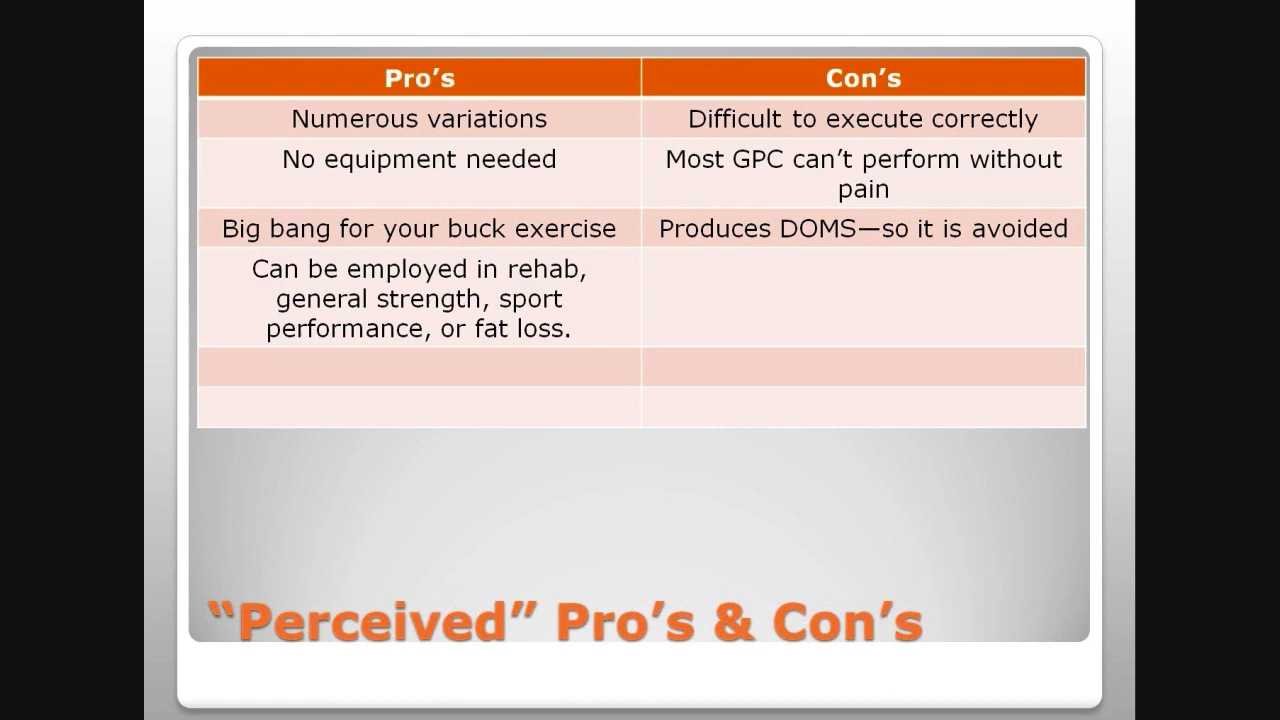 Pro’s Con’s
Numerous variations Difficult to execute correctly
No equipment needed Most GPC can’t perform without
pain
Big bang for your buck exercise Produces DOMS—so it is avoided
Can be employed in rehab,
general strength, sport
performance, or fat loss.
“Perceived” Pro’s & Con’s